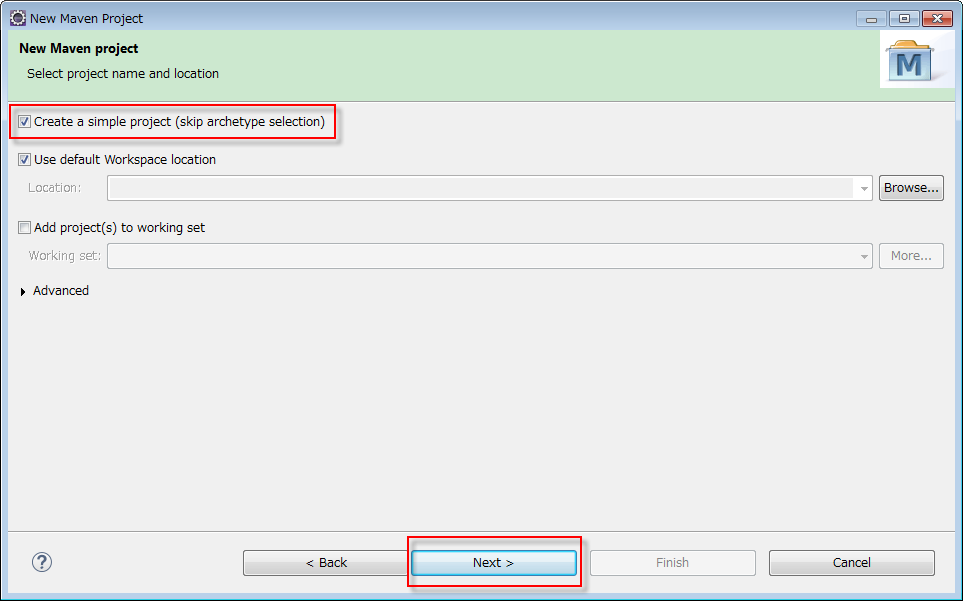 New Maven Project
New Maven project
Select project name and location
M
Create a simple project (skip archetype selection)
Use default Workspace location
Location:
Browse...
Add project(s) to working set
Working set:
More...
Advanced
?
< Back
Next >
Finish
Cancel